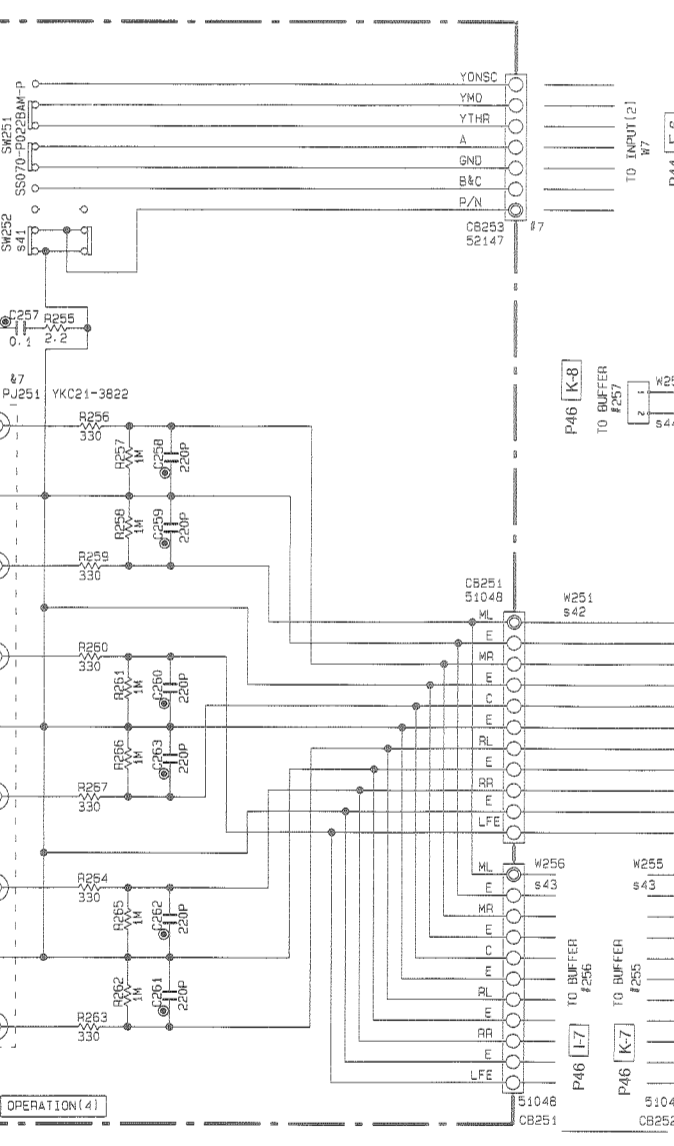 YONSC
YMD
YTHR
A
GND
B&C
P/N
SW251
SS070-P022BAM-P
SW252
s41
CB253
52147
#7
TO INPUT(2)
W7
C257
0.1
R255
2.2
&7
PJ251
YKC21-3822
R256
330
R257
1M
C258
220P
R258
1M
C259
220P
R259
330
P46 K-8
TO BUFFER
#257
1
2
s44
CB251
51048
W251
s42
ML
E
MR
E
C
E
RL
E
RR
E
LFE
R260
330
R261
1M
C260
220P
R266
1M
C263
220P
R267
330
R264
330
R265
1M
C262
220P
R262
1M
C261
220P
R263
330
ML
E
MR
E
C
E
RL
E
RR
E
LFE
W256
s43
W255
s43
TO BUFFER
#256
P46 I-7
TO BUFFER
#255
P46 K-7
51048
CB251
CB252
OPERATION(4)